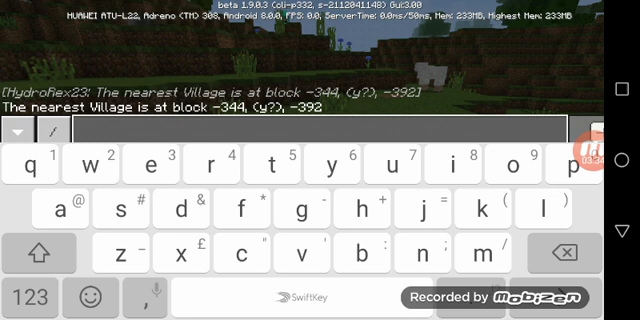 beta 1.9.0.3 (cli-p332, s-2112041148) Gui:3.00
HUAWEI ATU-L22, Adreno (TM) 308, Android 8.0.0, FPS: 0.0, ServerTime: 0.0ms/50ms, Mem: 233MB, Highest Mem: 233MB
[HydroRex23: The nearest Village is at block -344, (y?), -392]
The nearest Village is at block -344, (y?), -392
/
q 1 w 2 e 3 r 4 t 5 y 6 u 7 i 8 o 9 p
03:34
a @ s # d & f * g - h + j = k ( l )
z _ x £ c " v ' b : n ; m /
123 , SwiftKey
Recorded by mobizen